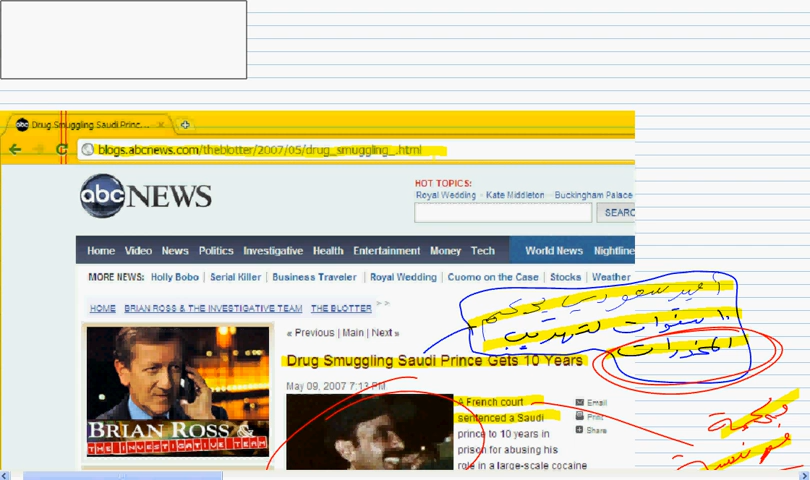 Drug Smuggling Saudi Princ...
blogs.abcnews.com/theblotter/2007/05/drug_smuggling_.html
abc NEWS
HOT TOPICS:
Royal Wedding - Kate Middleton - Buckingham Palace
SEARC
Home Video News Politics Investigative Health Entertainment Money Tech World News Nightline
MORE NEWS: Holly Bobo | Serial Killer | Business Traveler | Royal Wedding | Cuomo on the Case | Stocks | Weather
HOME BRIAN ROSS & THE INVESTIGATIVE TEAM THE BLOTTER >>
« Previous | Main | Next »
أمير سعودي يحكم
١٠ سنوات لتهريب
المخدرات
Drug Smuggling Saudi Prince Gets 10 Years
May 09, 2007 7:13 PM
BRIAN ROSS &
THE INVESTIGATIVE TEAM
A French court
sentenced a Saudi
prince to 10 years in
prison for abusing his
role in a large-scale cocaine
Email
Print
Share